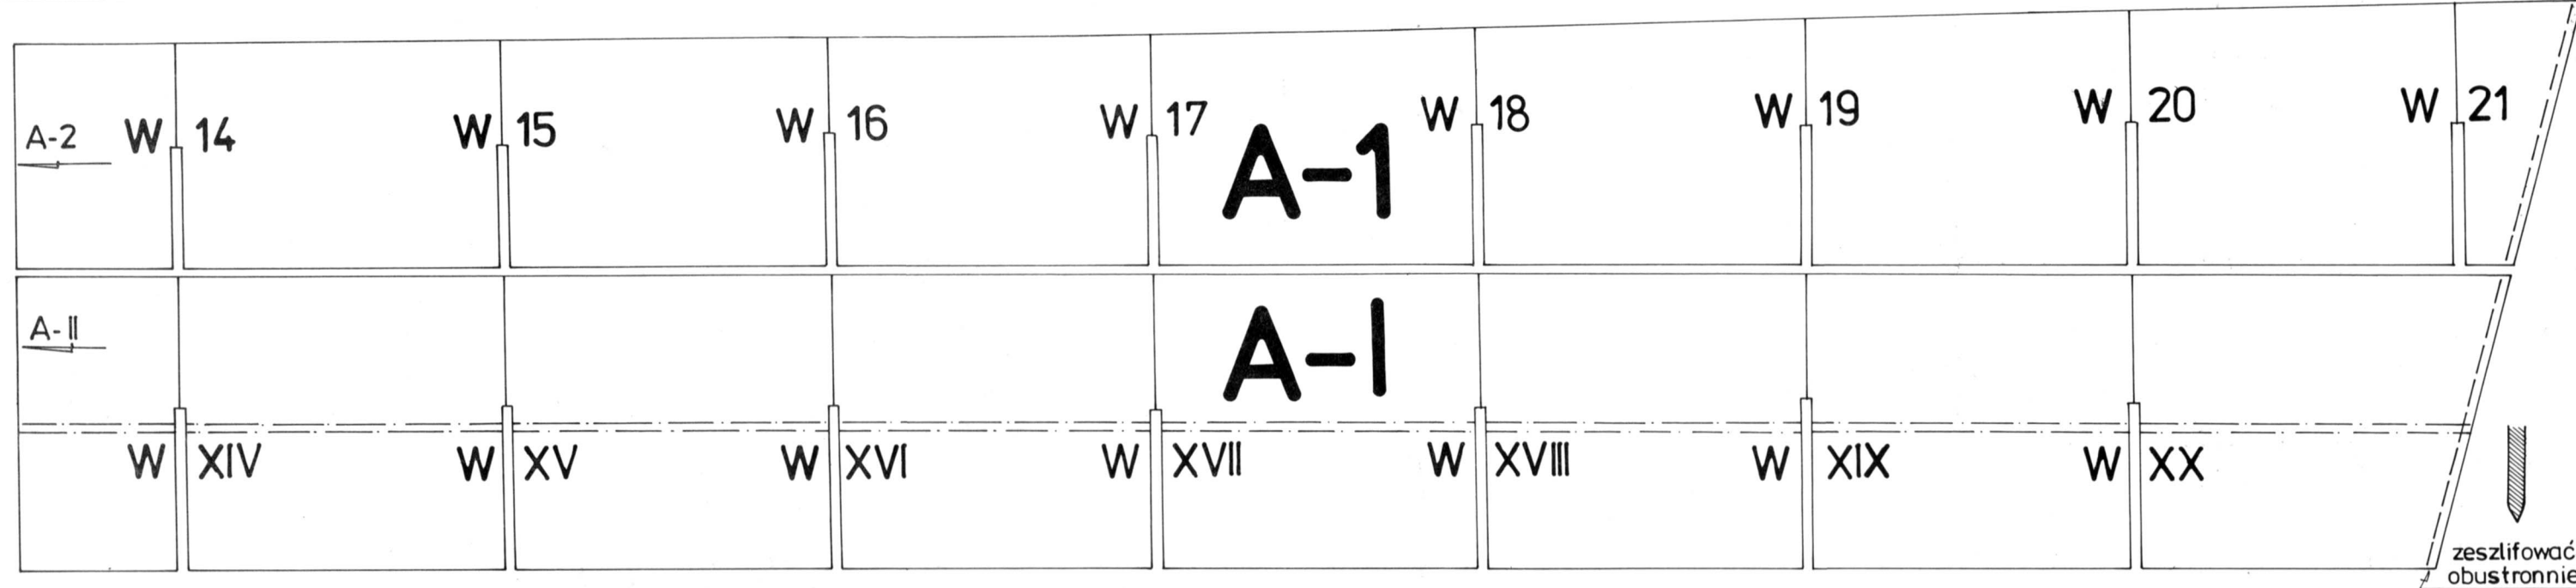 A-2 W 14 W 15 W 16 W 17 A-1 W 18 W 19 W 20 W 21
A-II A-I
W XIV W XV W XVI W XVII W XVIII W XIX W XX
zeszlifować
obustronnie